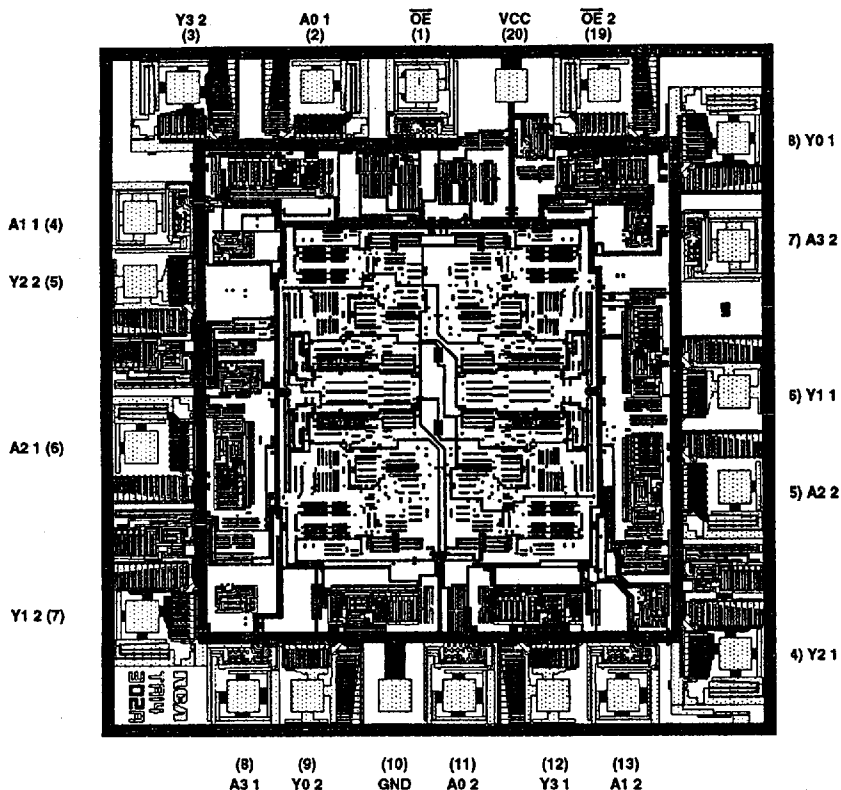 Y3 2 A0 1 OE VCC OE 2
(3) (2) (1) (20) (19)
8) Y0 1
A1 1 (4)
7) A3 2
Y2 2 (5)
6) Y1 1
A2 1 (6)
5) A2 2
Y1 2 (7)
4) Y2 1
RCA
TA14
302A
(8) (9) (10) (11) (12) (13)
A3 1 Y0 2 GND A0 2 Y3 1 A1 2